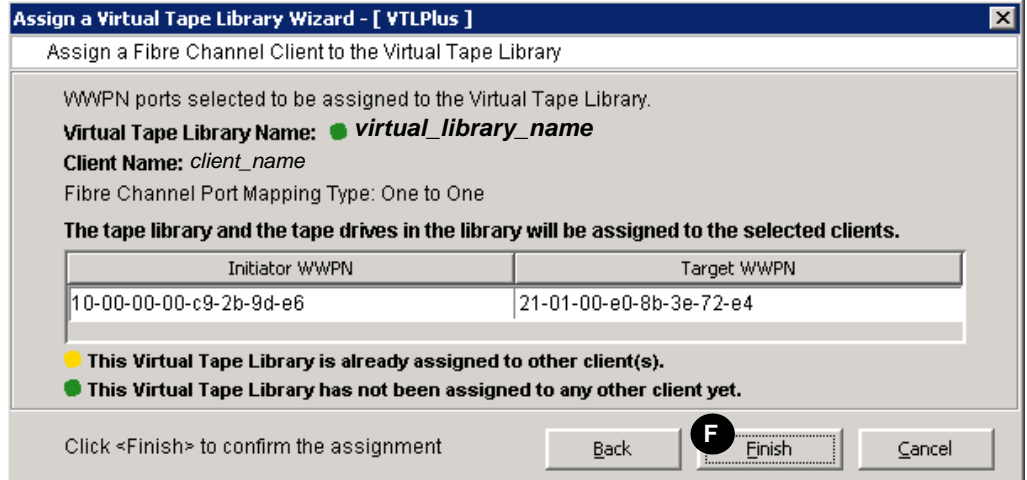 Assign a Virtual Tape Library Wizard - [ VTLPlus ]
Assign a Fibre Channel Client to the Virtual Tape Library
WWPN ports selected to be assigned to the Virtual Tape Library.
Virtual Tape Library Name: virtual_library_name
Client Name: client_name
Fibre Channel Port Mapping Type: One to One
The tape library and the tape drives in the library will be assigned to the selected clients.
Initiator WWPN Target WWPN
10-00-00-00-c9-2b-9d-e6 21-01-00-e0-8b-3e-72-e4
This Virtual Tape Library is already assigned to other client(s).
This Virtual Tape Library has not been assigned to any other client yet.
Click <Finish> to confirm the assignment Back F Finish Cancel